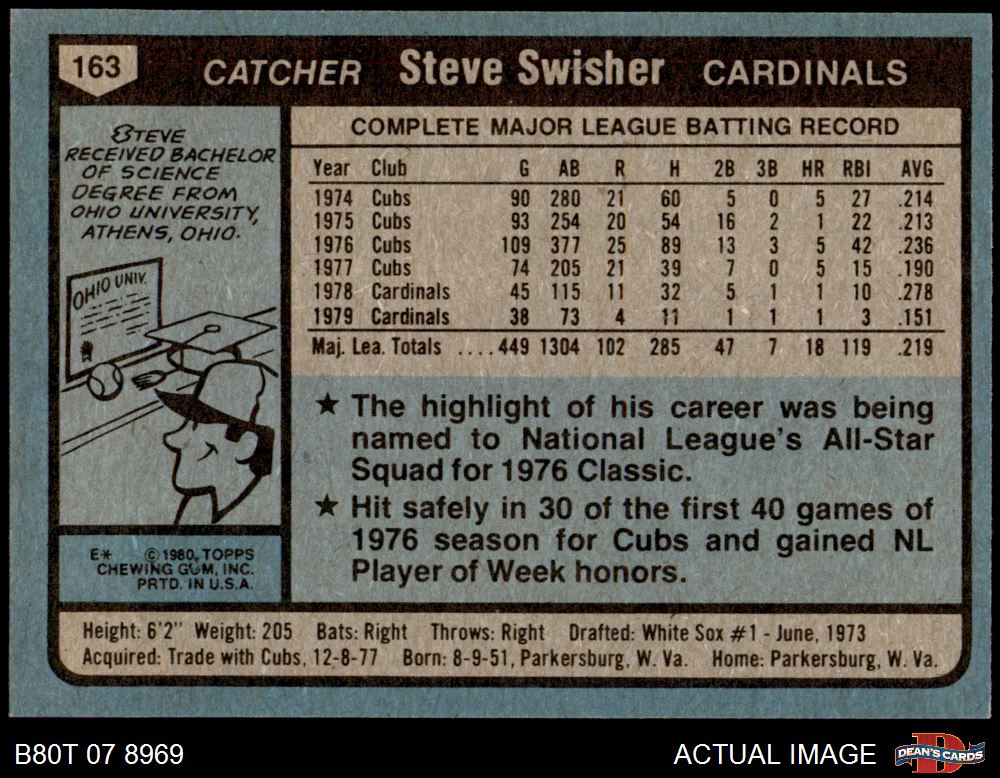 163 CATCHER Steve Swisher CARDINALS
STEVE
RECEIVED BACHELOR
OF SCIENCE
DEGREE FROM
OHIO UNIVERSITY,
ATHENS, OHIO.
OHIO UNIV.
E* © 1980, TOPPS
CHEWING GUM, INC.
PRTD. IN U.S.A.
COMPLETE MAJOR LEAGUE BATTING RECORD
Year Club G AB R H 2B 3B HR RBI AVG
1974 Cubs 90 280 21 60 5 0 5 27 .214
1975 Cubs 93 254 20 54 16 2 1 22 .213
1976 Cubs 109 377 25 89 13 3 5 42 .236
1977 Cubs 74 205 21 39 7 0 5 15 .190
1978 Cardinals 45 115 11 32 5 1 1 10 .278
1979 Cardinals 38 73 4 11 1 1 1 3 .151
Maj. Lea. Totals ....449 1304 102 285 47 7 18 119 .219
★ The highlight of his career was being
named to National League's All-Star
Squad for 1976 Classic.
★ Hit safely in 30 of the first 40 games of
1976 season for Cubs and gained NL
Player of Week honors.
Height: 6'2" Weight: 205 Bats: Right Throws: Right Drafted: White Sox #1 - June, 1973
Acquired: Trade with Cubs, 12-8-77 Born: 8-9-51, Parkersburg, W. Va. Home: Parkersburg, W. Va.
B80T 07 8969 ACTUAL IMAGE DEAN'S CARDS